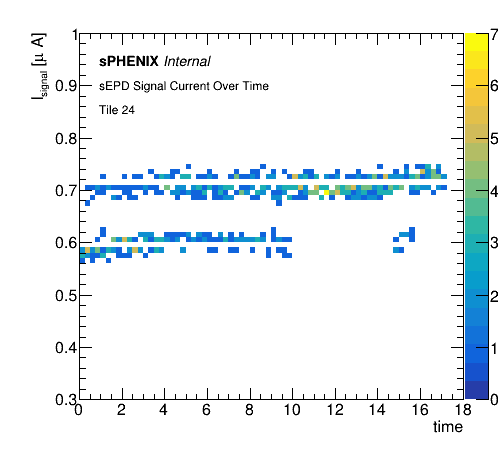 sPHENIX Internal
sEPD Signal Current Over Time
Tile 24
I_signal [μ A]
1
0.9
0.8
0.7
0.6
0.5
0.4
0.3
0 2 4 6 8 10 12 14 16 18
time
7
6
5
4
3
2
1
0